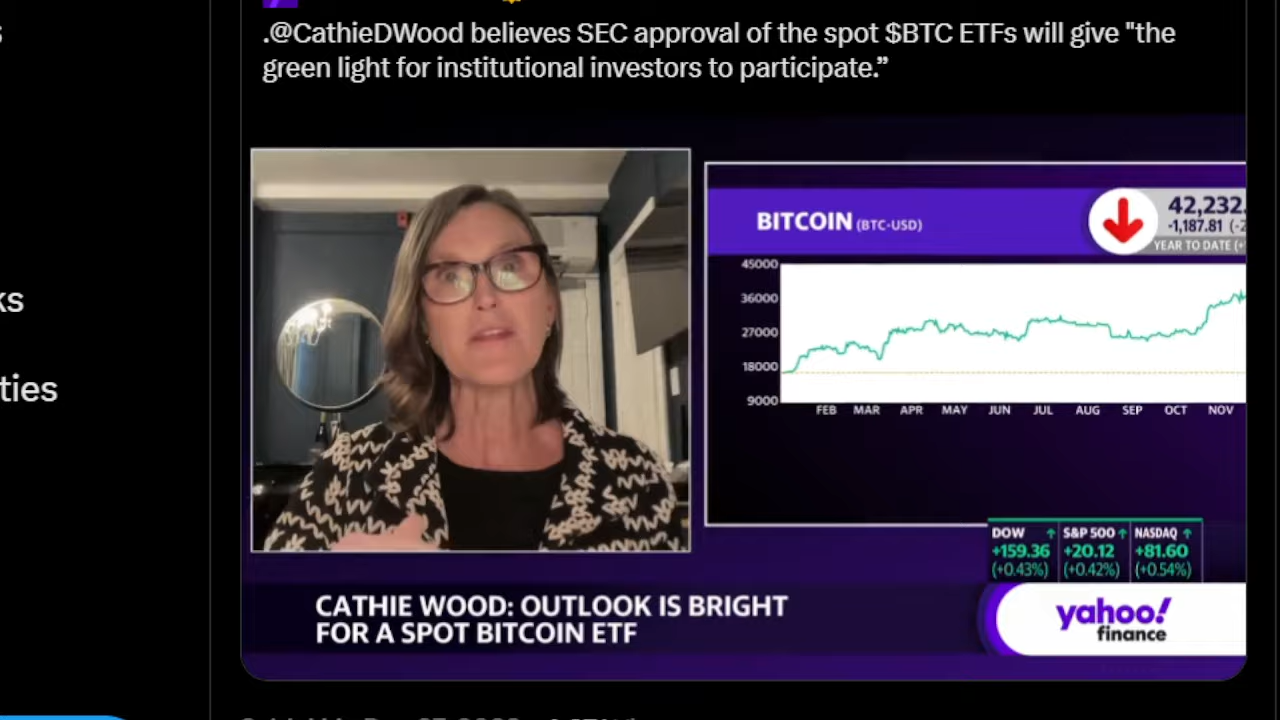 .@CathieDWood believes SEC approval of the spot $BTC ETFs will give "the
green light for institutional investors to participate.”
ks
ties
BITCOIN (BTC-USD)
42,232.
-1,187.81 (-2
YEAR TO DATE (+
45000
36000
27000
18000
9000
FEB MAR APR MAY JUN JUL AUG SEP OCT NOV
DOW S&P 500 NASDAQ
+159.36 +20.12 +81.60
(+0.43%) (+0.42%) (+0.54%)
CATHIE WOOD: OUTLOOK IS BRIGHT
FOR A SPOT BITCOIN ETF
yahoo!
finance